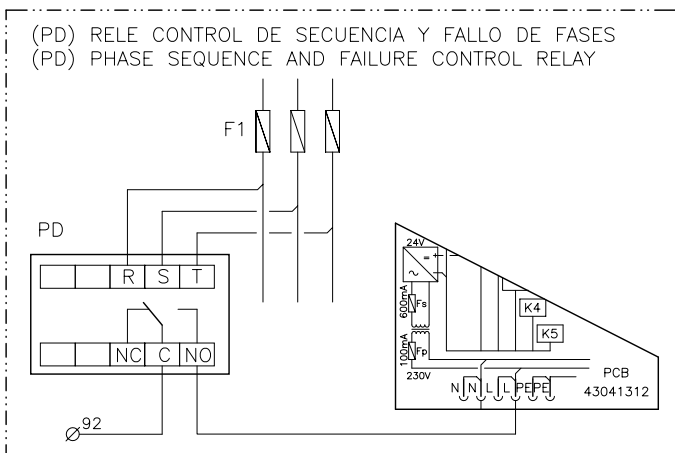 (PD) RELE CONTROL DE SECUENCIA Y FALLO DE FASES
(PD) PHASE SEQUENCE AND FAILURE CONTROL RELAY
F1
PD
R S T
NC C NO
92
24V
600mA Fs
100mA Fp
230V
K4
K5
N N L L PE PE
PCB
43041312